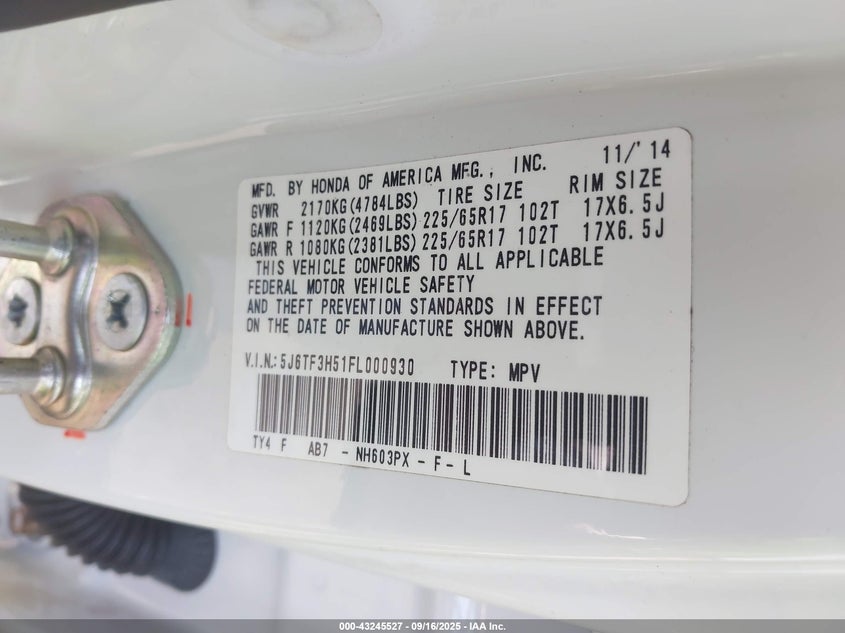 MFD. BY HONDA OF AMERICA MFG., INC. 11/'14
GVWR 2170KG(4784LBS) TIRE SIZE RIM SIZE
GAWR F 1120KG(2469LBS) 225/65R17 102T 17X6.5J
GAWR R 1080KG(2381LBS) 225/65R17 102T 17X6.5J
THIS VEHICLE CONFORMS TO ALL APPLICABLE
FEDERAL MOTOR VEHICLE SAFETY
AND THEFT PREVENTION STANDARDS IN EFFECT
ON THE DATE OF MANUFACTURE SHOWN ABOVE.
V.I.N.: 5J6TF3H51FL000930 TYPE: MPV
TY4 F AB7 - NH603PX - F - L
000-43245527 - 09/16/2025 - IAA Inc.